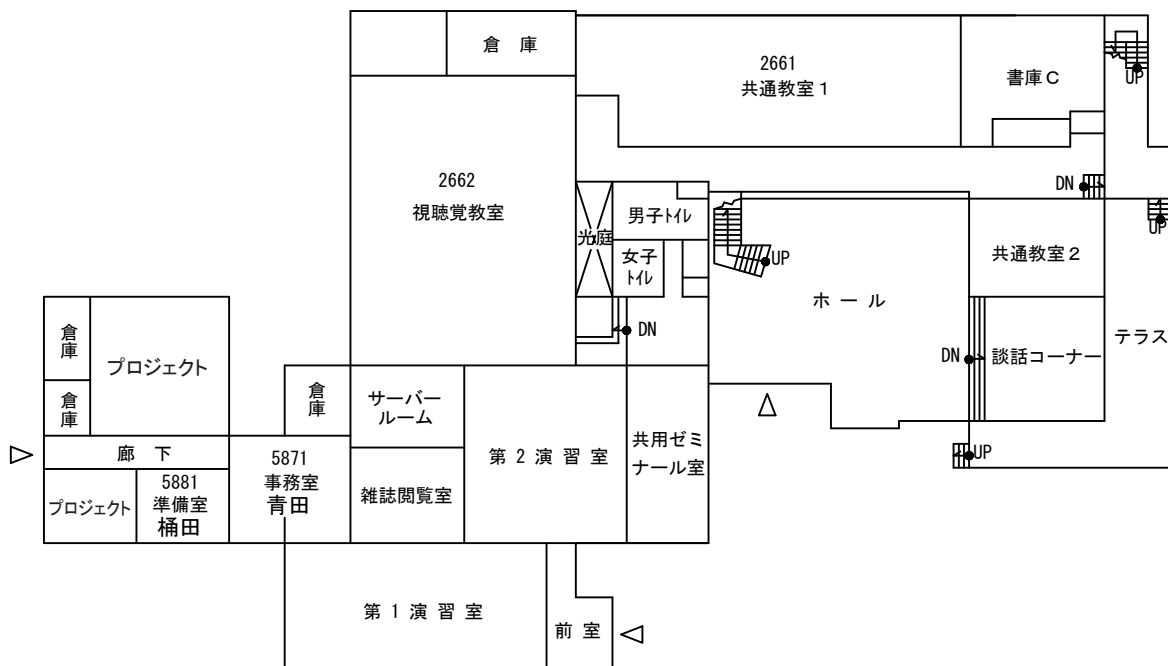 倉 庫
2661
共通教室1
書庫C
UP
2662
視聴覚教室
DN
男子トイレ
UP
光庭
女子
トイレ
UP
共通教室2
ホール
倉庫
プロジェクト
DN
テラス
DN
談話コーナー
倉庫
倉庫
サーバー
ルーム
廊 下
5871
事務室
青田
第2演習室
共用ゼミ
ナール室
UP
プロジェクト
5881
準備室
桶田
雑誌閲覧室
第1演習室
前 室